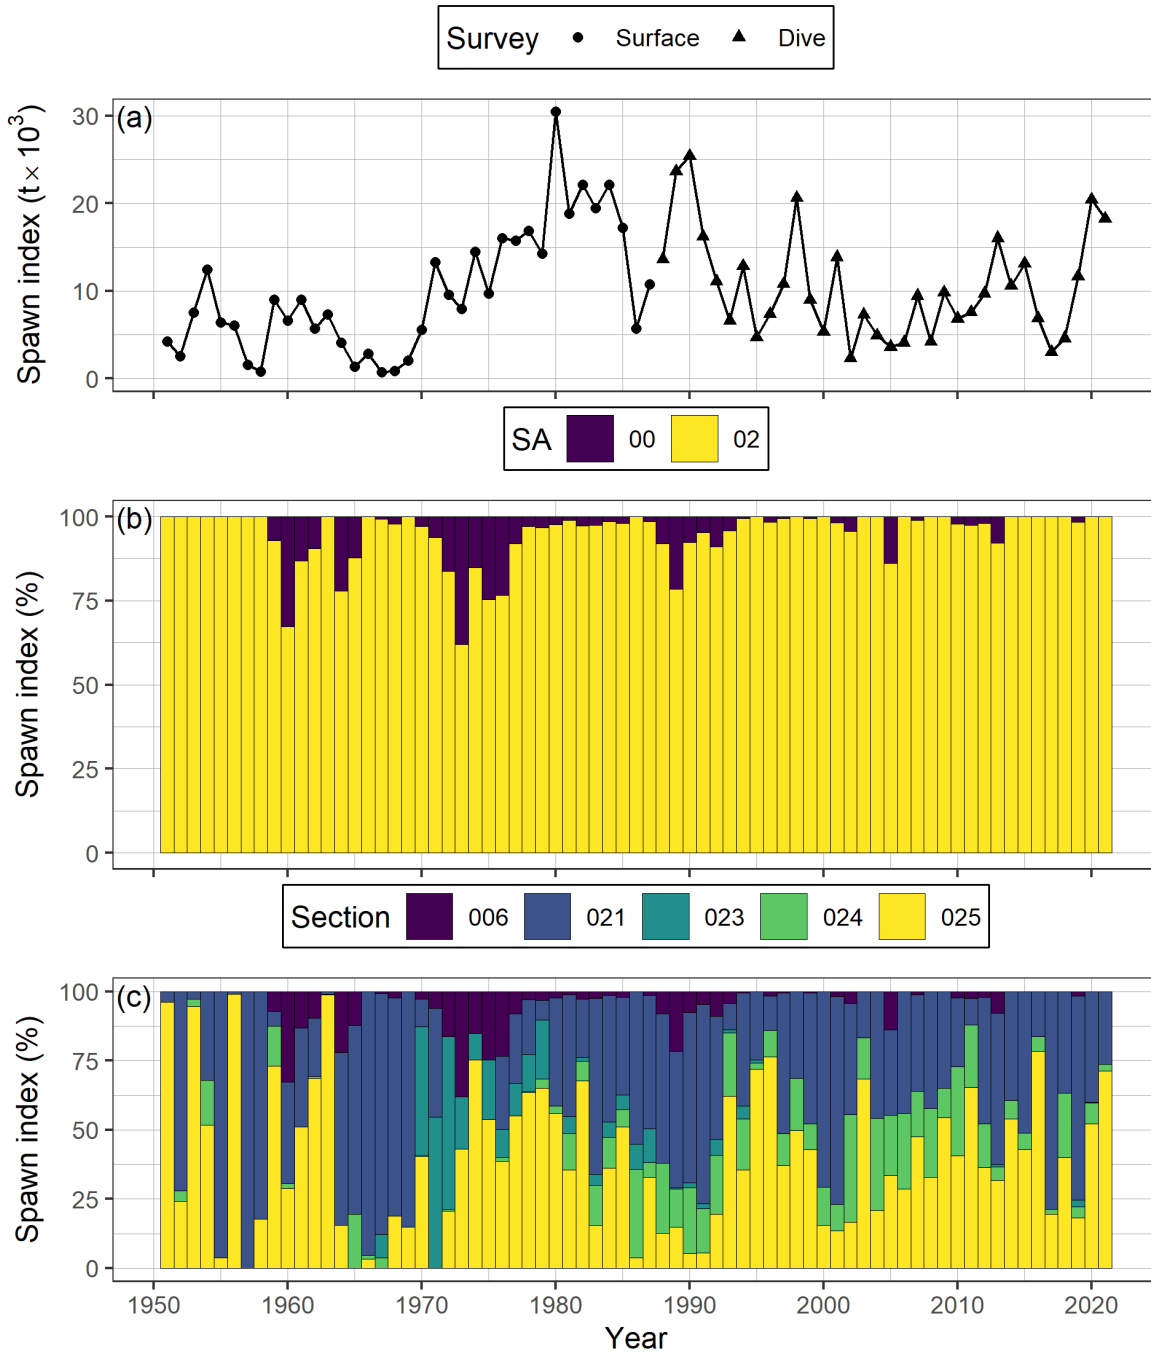 Survey Surface Dive
(a)
Spawn index (t × 10³)
30
20
10
0
SA 00 02
(b)
Spawn index (%)
100
75
50
25
0
Section 006 021 023 024 025
(c)
Spawn index (%)
100
75
50
25
0
1950 1960 1970 1980 1990 2000 2010 2020
Year